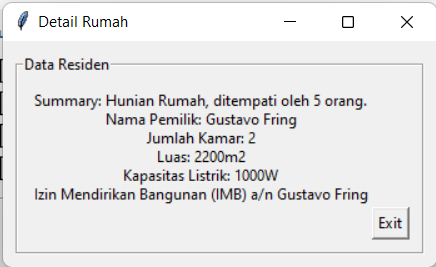 Detail Rumah
Data Residen
Summary: Hunian Rumah, ditempati oleh 5 orang.
Nama Pemilik: Gustavo Fring
Jumlah Kamar: 2
Luas: 2200m2
Kapasitas Listrik: 1000W
Izin Mendirikan Bangunan (IMB) a/n Gustavo Fring
Exit